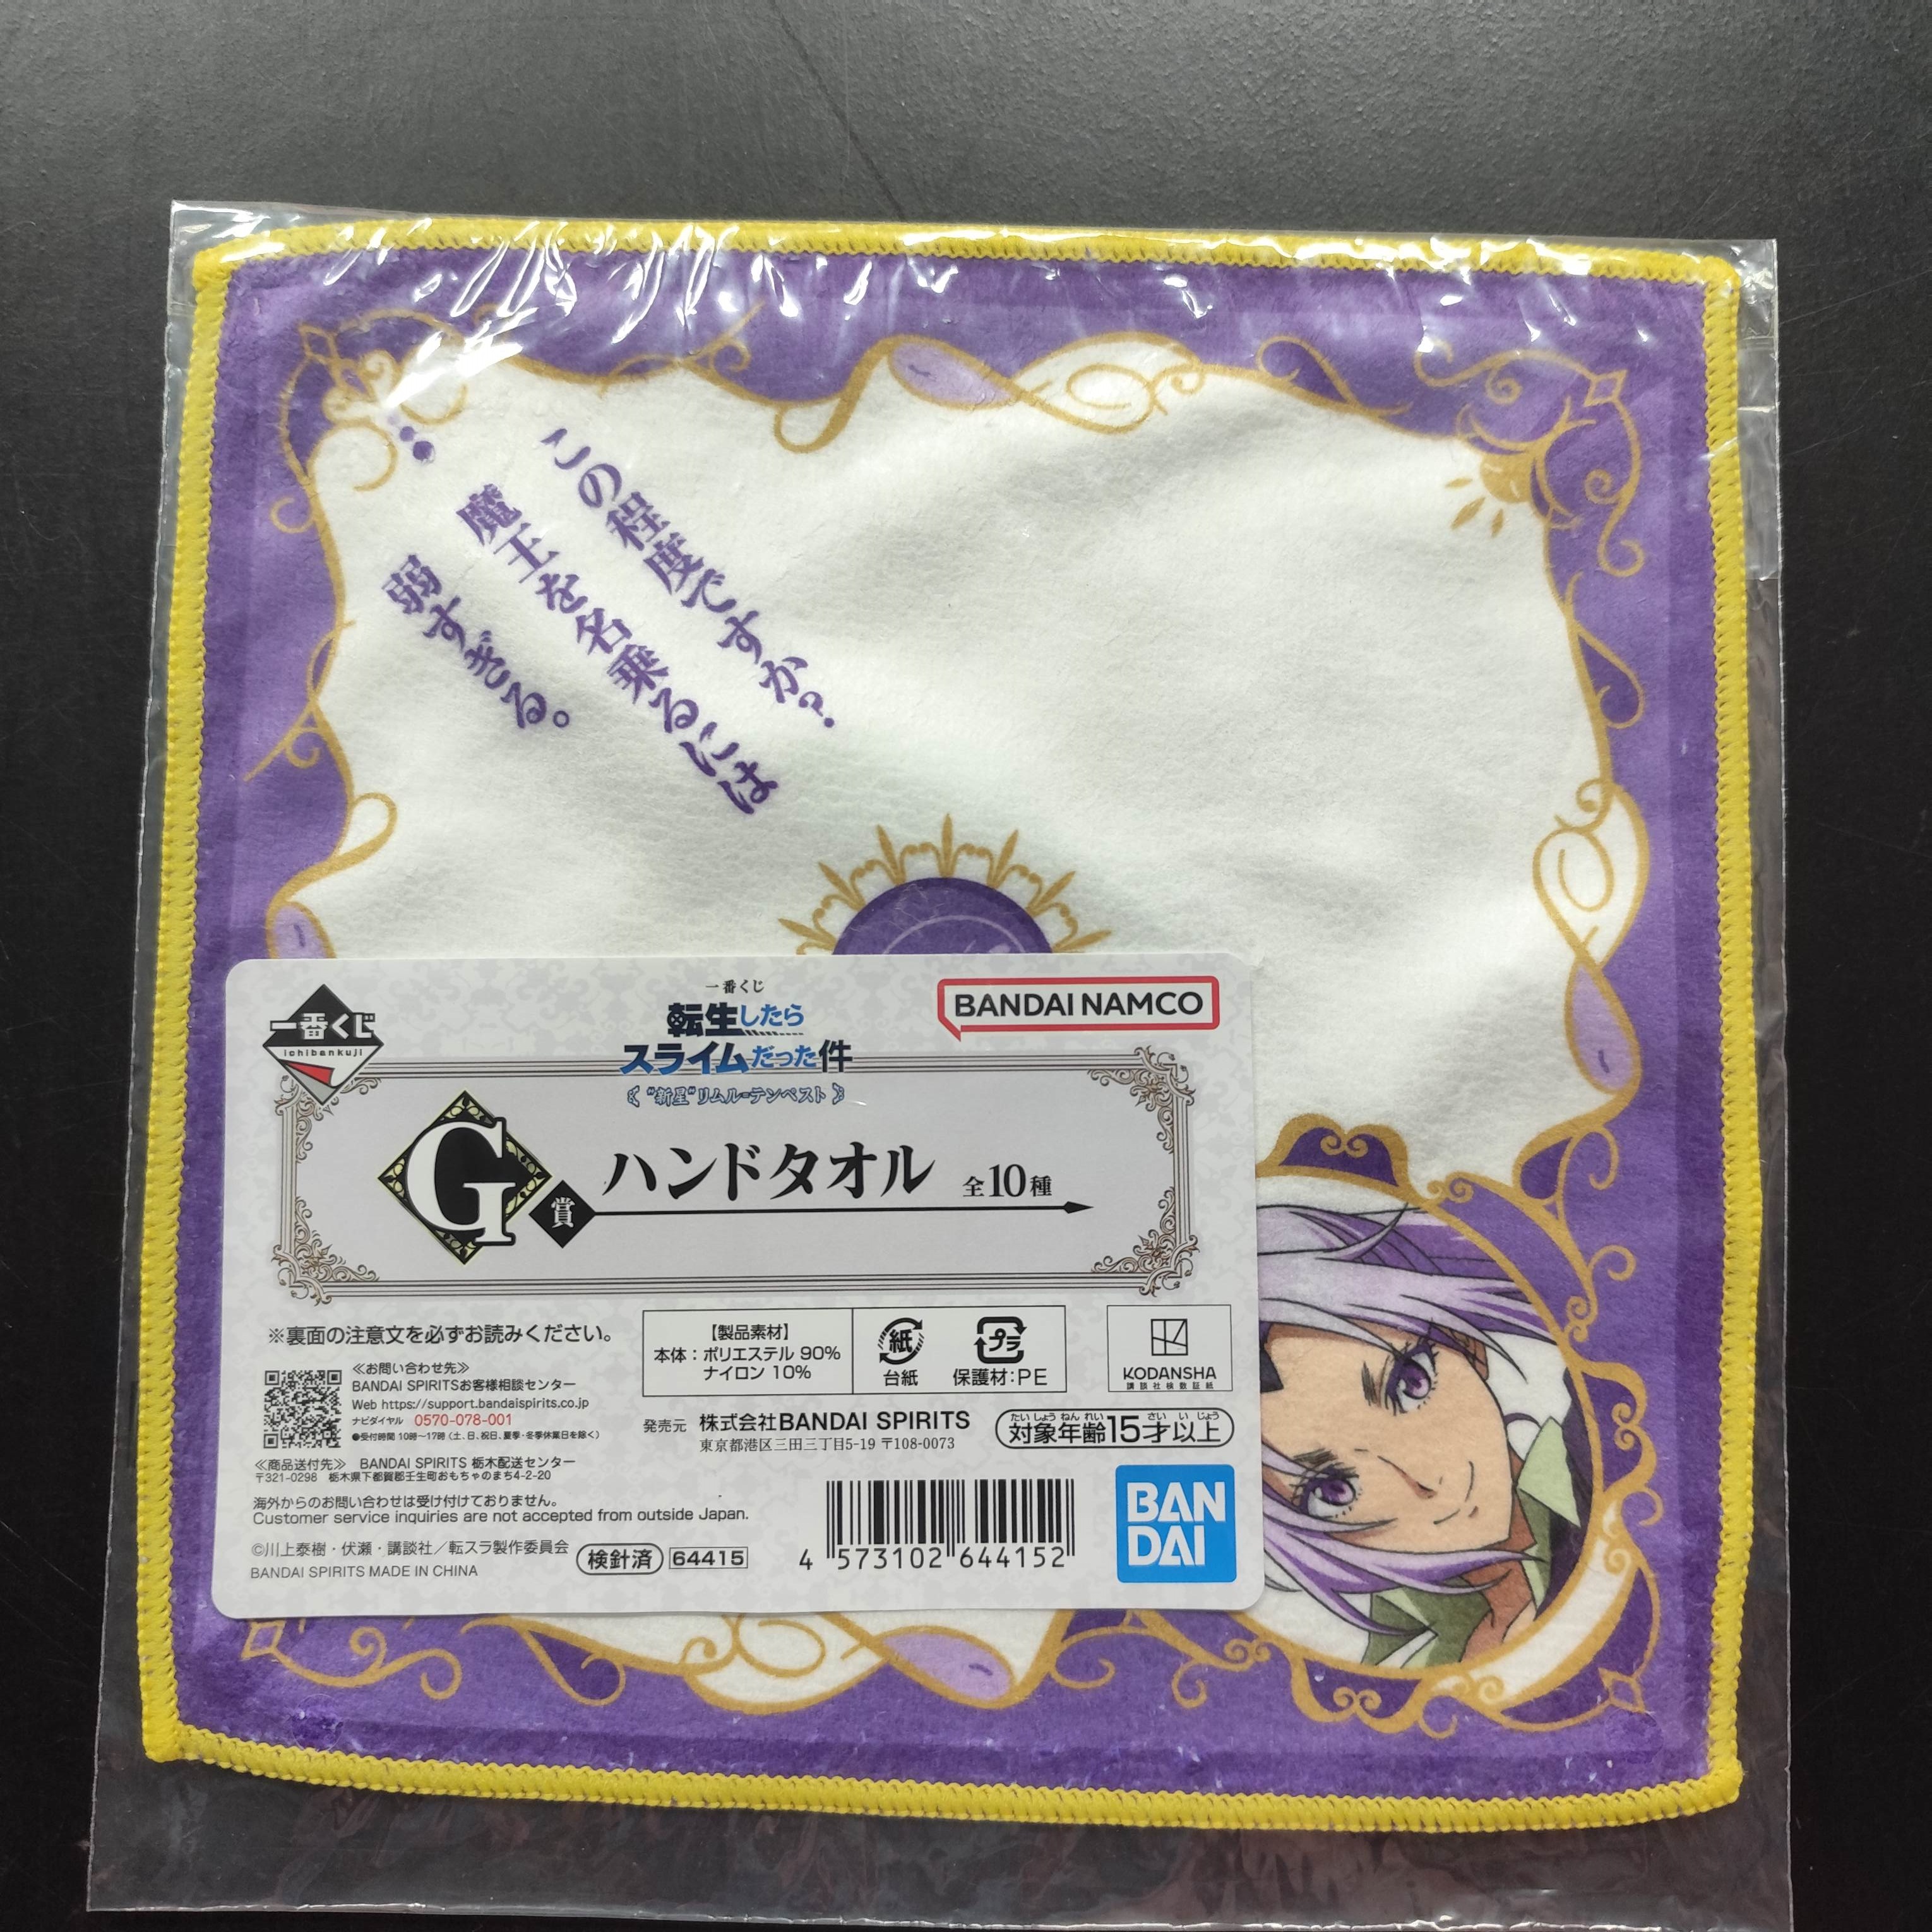 この程度ですか?
魔王を名乗るには
弱すぎる。
一番くじ
ichibankuji
一番くじ
転生したら
スライムだった件
“新星”リムル=テンペスト
BANDAI NAMCO
G賞
ハンドタオル 全10種
※裏面の注意文を必ずお読みください。
≪お問い合わせ先≫
BANDAI SPIRITSお客様相談センター
Web https://support.bandaispirits.co.jp
ナビダイヤル 0570-078-001
●受付時間 10時~17時(土、日、祝日、夏季・冬季休業日を除く)
≪商品送付先≫ BANDAI SPIRITS 栃木配送センター
〒321-0298 栃木県下都賀郡壬生町おもちゃのまち4-2-20
海外からのお問い合わせは受け付けておりません。
Customer service inquiries are not accepted from outside Japan.
©川上泰樹・伏瀬・講談社/転スラ製作委員会
BANDAI SPIRITS MADE IN CHINA
検針済 64415
【製品素材】
本体:ポリエステル 90%
ナイロン 10%
紙
台紙
プラ
保護材:PE
KODANSHA
講談社検数証紙
発売元 株式会社BANDAI SPIRITS
東京都港区三田三丁目5-19 〒108-0073
たいしょうねんれい さいいじょう
対象年齢15才以上
4 573102 644152
BAN
DAI